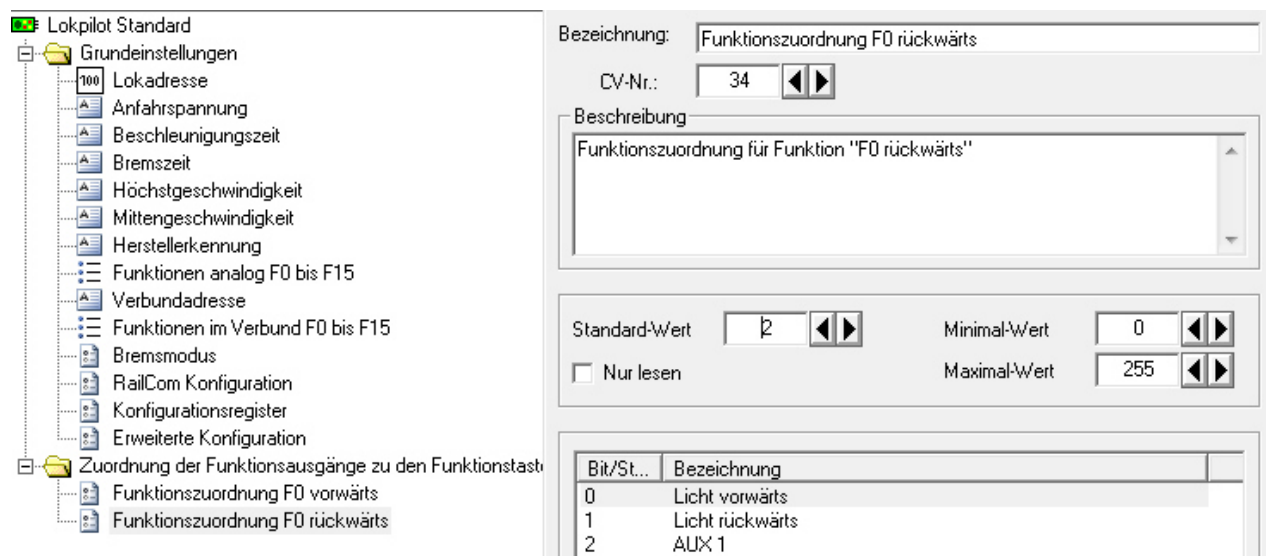 Lokpilot Standard
Grundeinstellungen
100 Lokadresse
Anfahrspannung
Beschleunigungszeit
Bremszeit
Höchstgeschwindigkeit
Mittengeschwindigkeit
Herstellerkennung
Funktionen analog F0 bis F15
Verbundadresse
Funktionen im Verbund F0 bis F15
Bremsmodus
RailCom Konfiguration
Konfigurationsregister
Erweiterte Konfiguration
Zuordnung der Funktionsausgänge zu den Funktionstast
Funktionszuordnung F0 vorwärts
Funktionszuordnung F0 rückwärts
Bezeichnung: Funktionszuordnung F0 rückwärts
CV-Nr.: 34
Beschreibung
Funktionszuordnung für Funktion "F0 rückwärts"
Standard-Wert 2 Minimal-Wert 0
Nur lesen Maximal-Wert 255
Bit/St... Bezeichnung
0 Licht vorwärts
1 Licht rückwärts
2 AUX 1